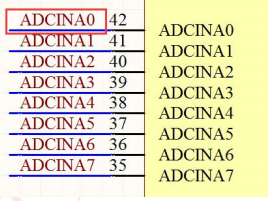 ADCINA0 42 ADCINA0
ADCINA1 41 ADCINA1
ADCINA2 40 ADCINA2
ADCINA3 39 ADCINA3
ADCINA4 38 ADCINA4
ADCINA5 37 ADCINA5
ADCINA6 36 ADCINA6
ADCINA7 35 ADCINA7